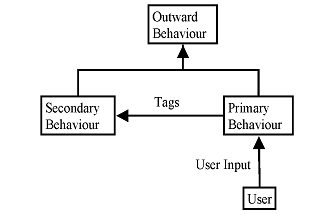 Outward
Behaviour
Secondary
Behaviour
Tags
Primary
Behaviour
User Input
User